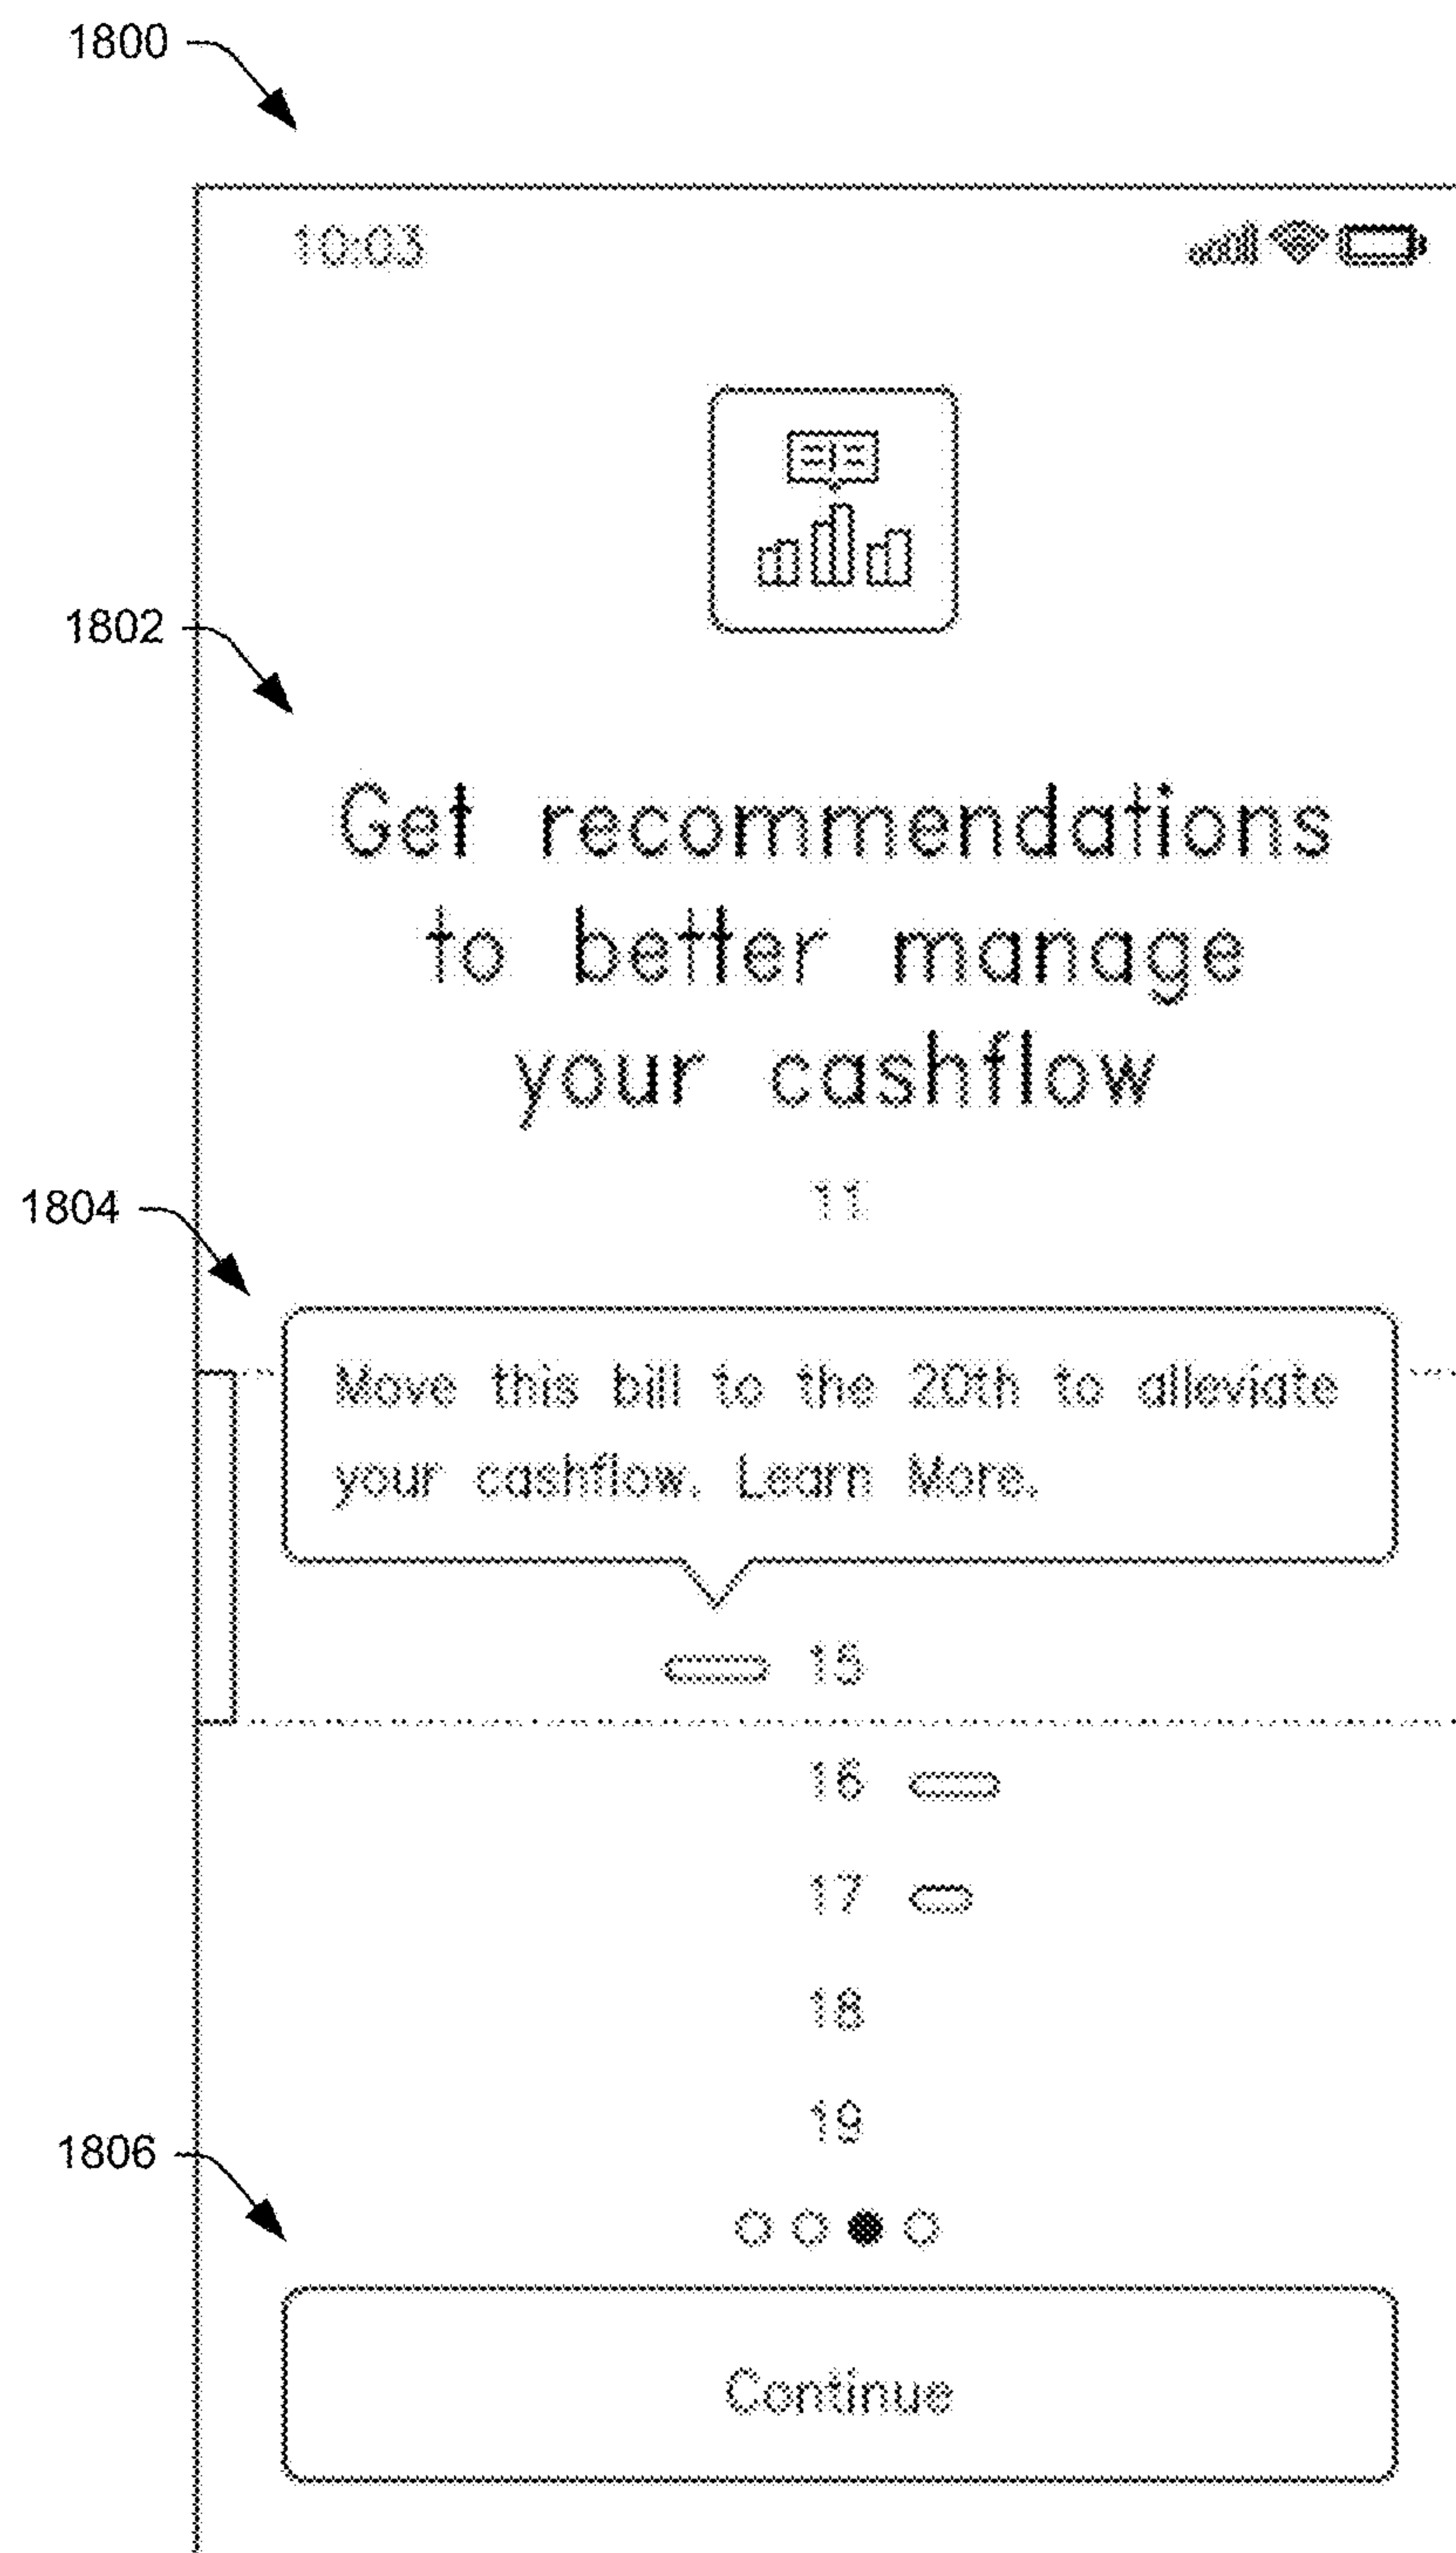 1800
10:03
1802
Get recommendations
to better manage
your cashflow
11
1804
Move this bill to the 20th to alleviate
your cashflow. Learn More.
15
16
17
18
19
1806
Continue